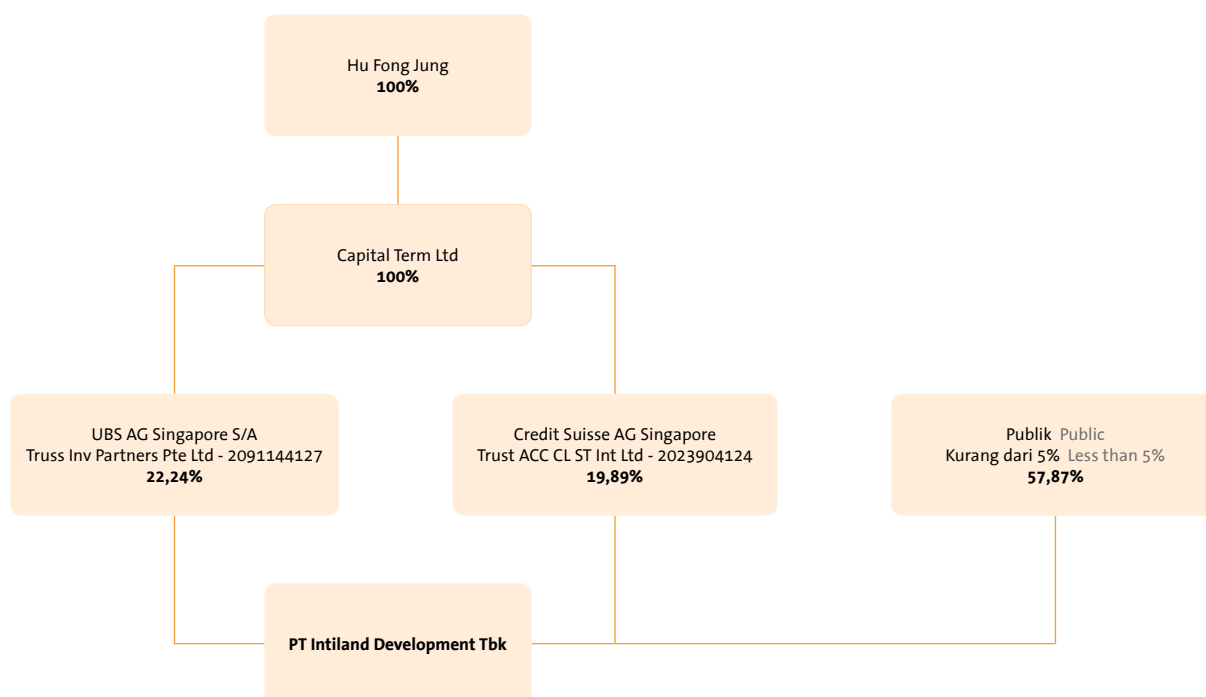 Hu Fong Jung
100%
Capital Term Ltd
100%
UBS AG Singapore S/A
Truss Inv Partners Pte Ltd - 2091144127
22,24%
Credit Suisse AG Singapore
Trust ACC CL ST Int Ltd - 2023904124
19,89%
Publik Public
Kurang dari 5% Less than 5%
57,87%
PT Intiland Development Tbk